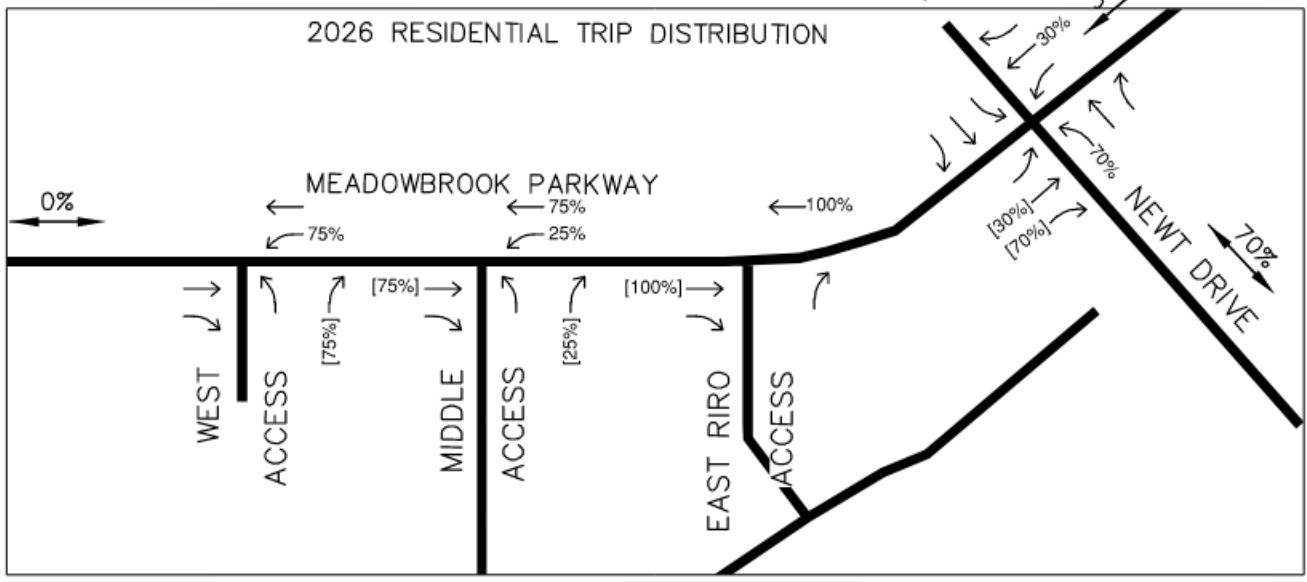 2026 RESIDENTIAL TRIP DISTRIBUTION
30%
70%
[30%]
[70%]
NEWT DRIVE
70%
MEADOWBROOK PARKWAY
0%
75%
75%
25%
100%
[75%]
[75%]
[25%]
[100%]
WEST
ACCESS
MIDDLE
ACCESS
EAST RIRO
ACCESS